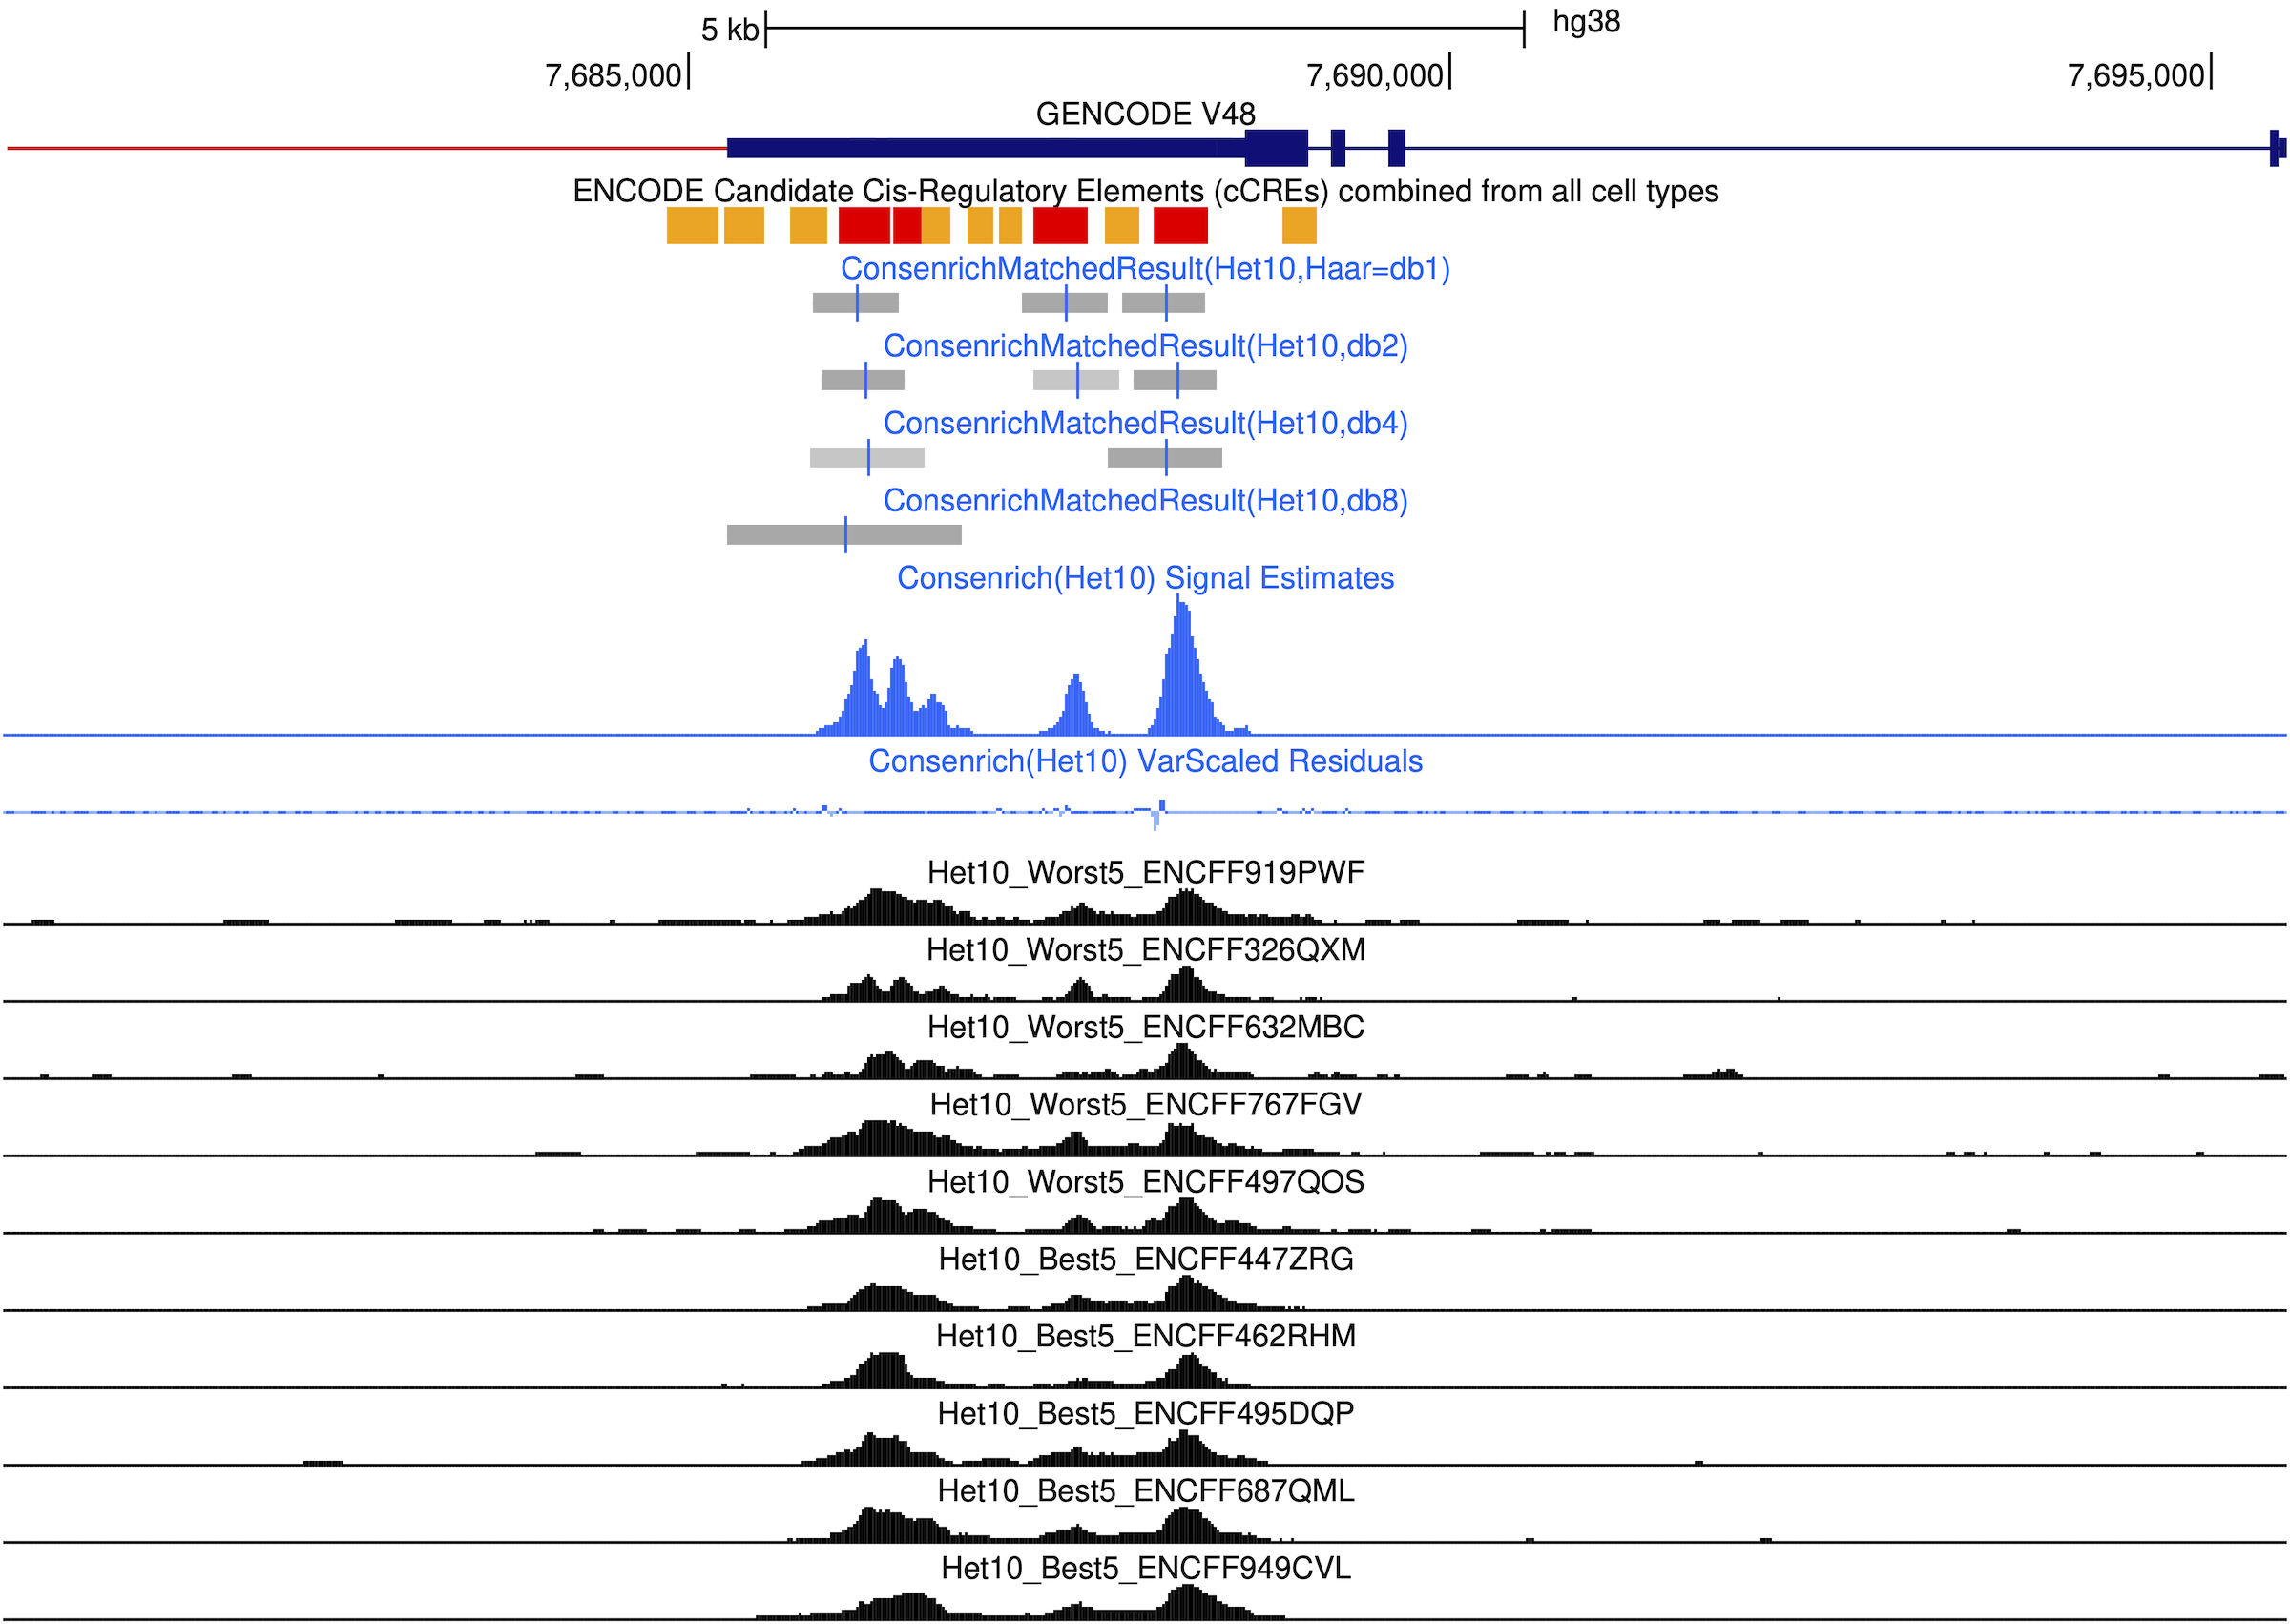 5 kb hg38
7,685,000 7,690,000 7,695,000
GENCODE V48
ENCODE Candidate Cis-Regulatory Elements (cCREs) combined from all cell types
ConsenrichMatchedResult(Het10,Haar=db1)
ConsenrichMatchedResult(Het10,db2)
ConsenrichMatchedResult(Het10,db4)
ConsenrichMatchedResult(Het10,db8)
Consenrich(Het10) Signal Estimates
Consenrich(Het10) VarScaled Residuals
Het10_Worst5_ENCFF919PWF
Het10_Worst5_ENCFF326QXM
Het10_Worst5_ENCFF632MBC
Het10_Worst5_ENCFF767FGV
Het10_Worst5_ENCFF497QOS
Het10_Best5_ENCFF447ZRG
Het10_Best5_ENCFF462RHM
Het10_Best5_ENCFF495DQP
Het10_Best5_ENCFF687QML
Het10_Best5_ENCFF949CVL